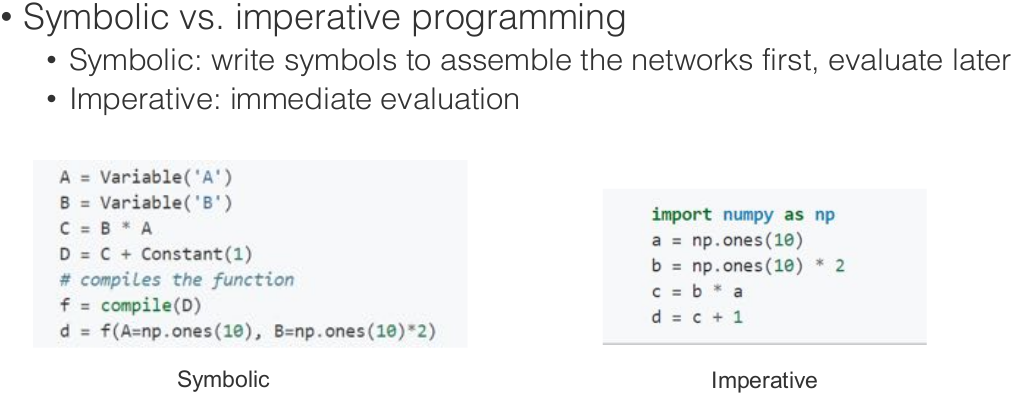 • Symbolic vs. imperative programming
• Symbolic: write symbols to assemble the networks first, evaluate later
• Imperative: immediate evaluation
A = Variable('A')
B = Variable('B')
C = B * A
D = C + Constant(1)
# compiles the function
f = compile(D)
d = f(A=np.ones(10), B=np.ones(10)*2)
Symbolic
import numpy as np
a = np.ones(10)
b = np.ones(10) * 2
c = b * a
d = c + 1
Imperative